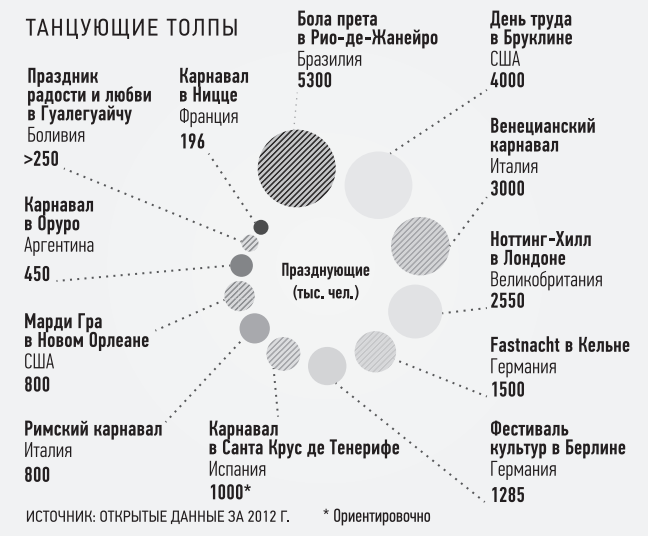 ТАНЦУЮЩИЕ ТОЛПЫ
Бола прета
в Рио-де-Жанейро
Бразилия
5300
День труда
в Бруклине
США
4000
Венецианский
карнавал
Италия
3000
Ноттинг-Хилл
в Лондоне
Великобритания
2550
Fastnacht в Кельне
Германия
1500
Фестиваль
культур в Берлине
Германия
1285
Карнавал
в Санта Крус де Тенерифе
Испания
1000*
Римский карнавал
Италия
800
Марди Гра
в Новом Орлеане
США
800
Карнавал
в Оруро
Аргентина
450
Праздник
радости и любви
в Гуалегуайчу
Боливия
>250
Карнавал
в Ницце
Франция
196
Празднующие
(тыс. чел.)
ИСТОЧНИК: ОТКРЫТЫЕ ДАННЫЕ ЗА 2012 Г.
* Ориентировочно